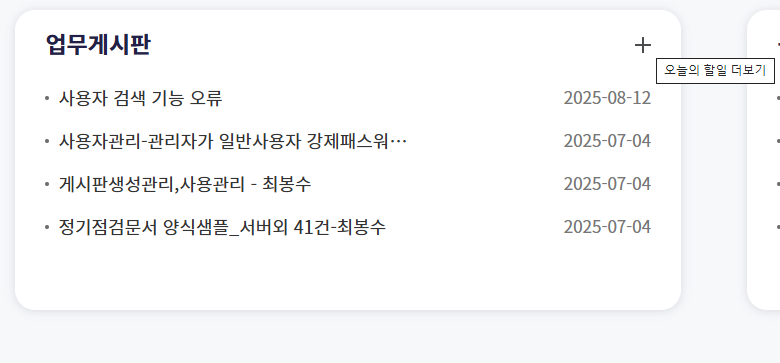 업무게시판
오늘의 할일 더보기
사용자 검색 기능 오류 2025-08-12
사용자관리-관리자가 일반사용자 강제패스워… 2025-07-04
게시판생성관리,사용관리 - 최봉수 2025-07-04
정기점검문서 양식샘플_서버외 41건-최봉수 2025-07-04